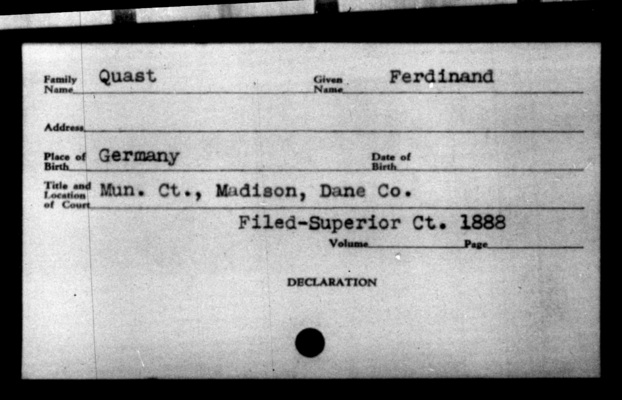 Family Name Quast Given Name Ferdinand
Address
Place of Birth Germany Date of Birth
Title and Location of Court Mun. Ct., Madison, Dane Co.
Filed-Superior Ct. 1888
Volume Page
DECLARATION